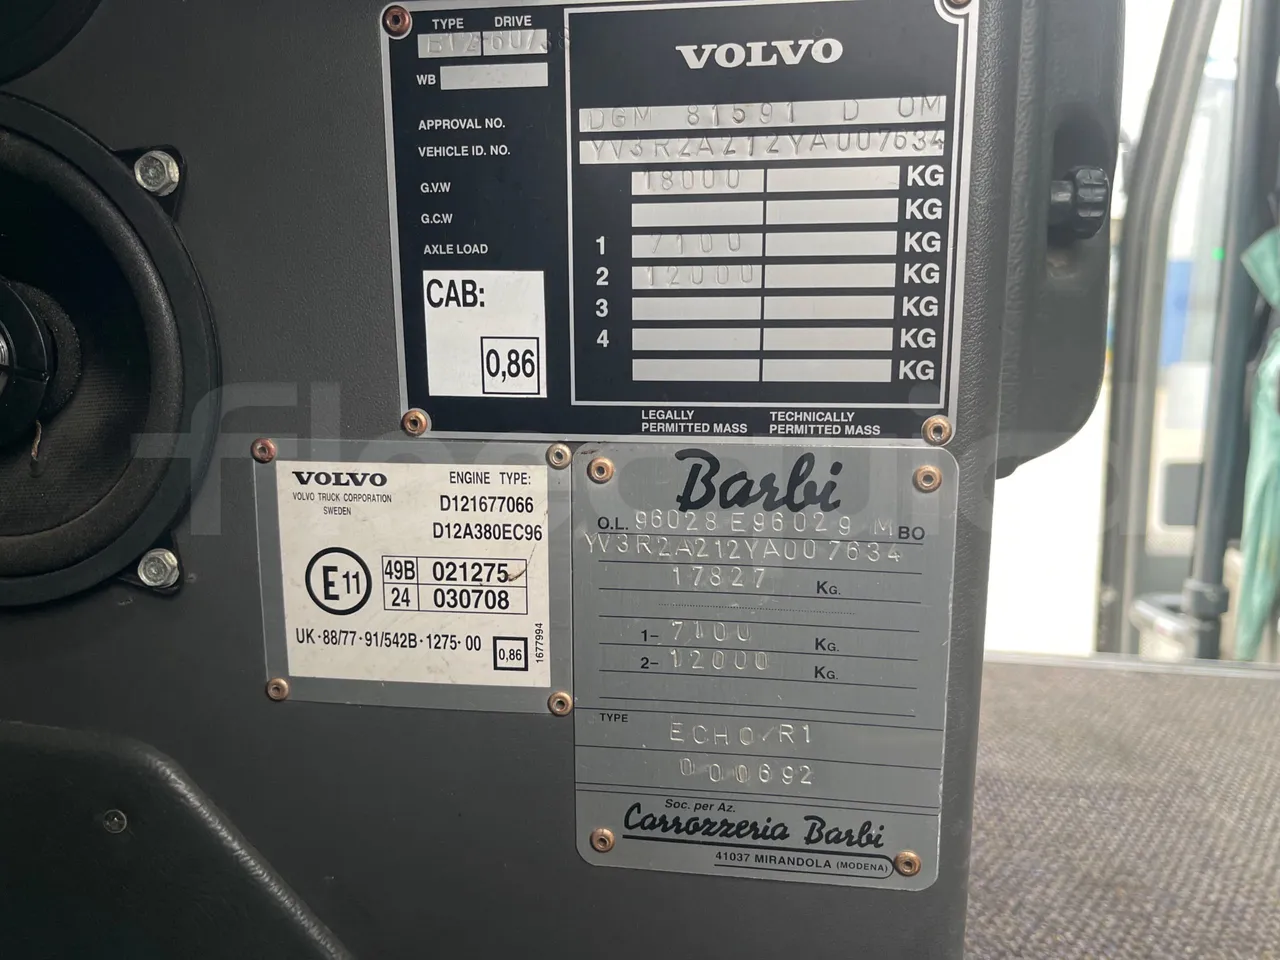 TYPE DRIVE
WB
VOLVO
DGM 81591 D OM
APPROVAL NO.
YV3R2A212YA007634
VEHICLE ID. NO.
G.V.W 18000 KG
G.C.W KG
AXLE LOAD 1 7100 KG
2 12000 KG
3 KG
4 KG
KG
CAB:
0,86
LEGALLY PERMITTED MASS
TECHNICALLY PERMITTED MASS
VOLVO
VOLVO TRUCK CORPORATION
SWEDEN
ENGINE TYPE:
D121677066
D12A380EC96
E11
49B 021275
24 030708
UK·88/77·91/542B·1275·00
0,86
1677994
Barbi
O.L. 96028 E96029 M BO
YV3R2A212YA007634
17827 KG.
1- 7100 KG.
2- 12000 KG.
TYPE
ECHO/R1
000692
Soc. per Az.
Carrozzeria Barbi
41037 MIRANDOLA (MODENA)